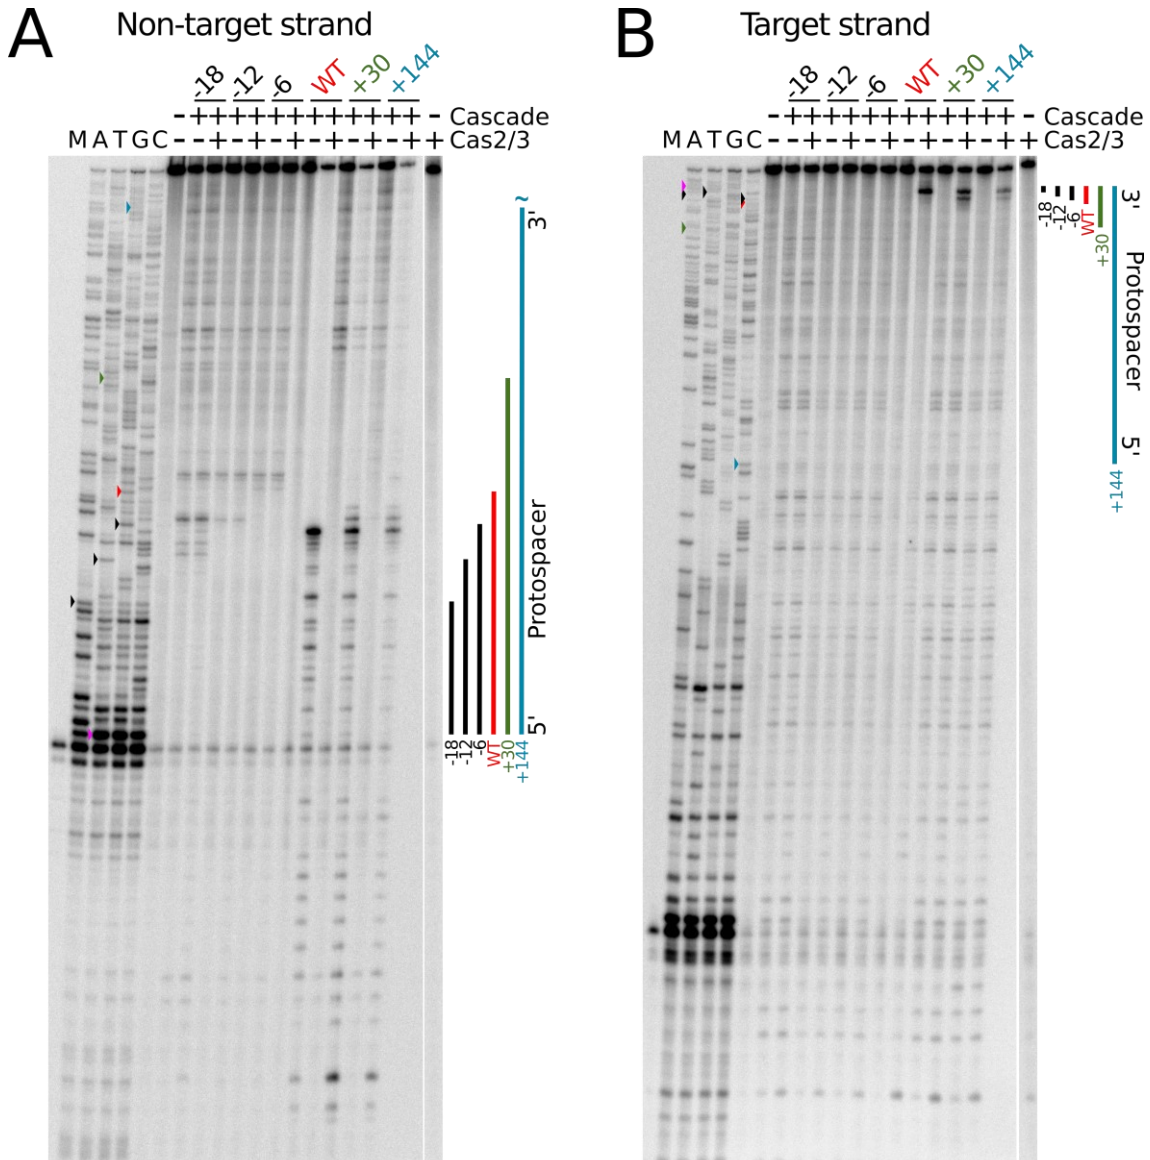 A Non-target strand
-18 -12 -6 WT +30 +144
- + + + + + + + + + + + + - Cascade
M A T G C - - + - + - + - + - + - + + Cas2/3
~
3'
Protospacer
5'
-18 -12 -6 WT +30 +144
B Target strand
-18 -12 -6 WT +30 +144
- + + + + + + + + + + + + - Cascade
M A T G C - - + - + - + - + - + - + + Cas2/3
3'
-18 -12 -6 WT +30
Protospacer
5'
+144